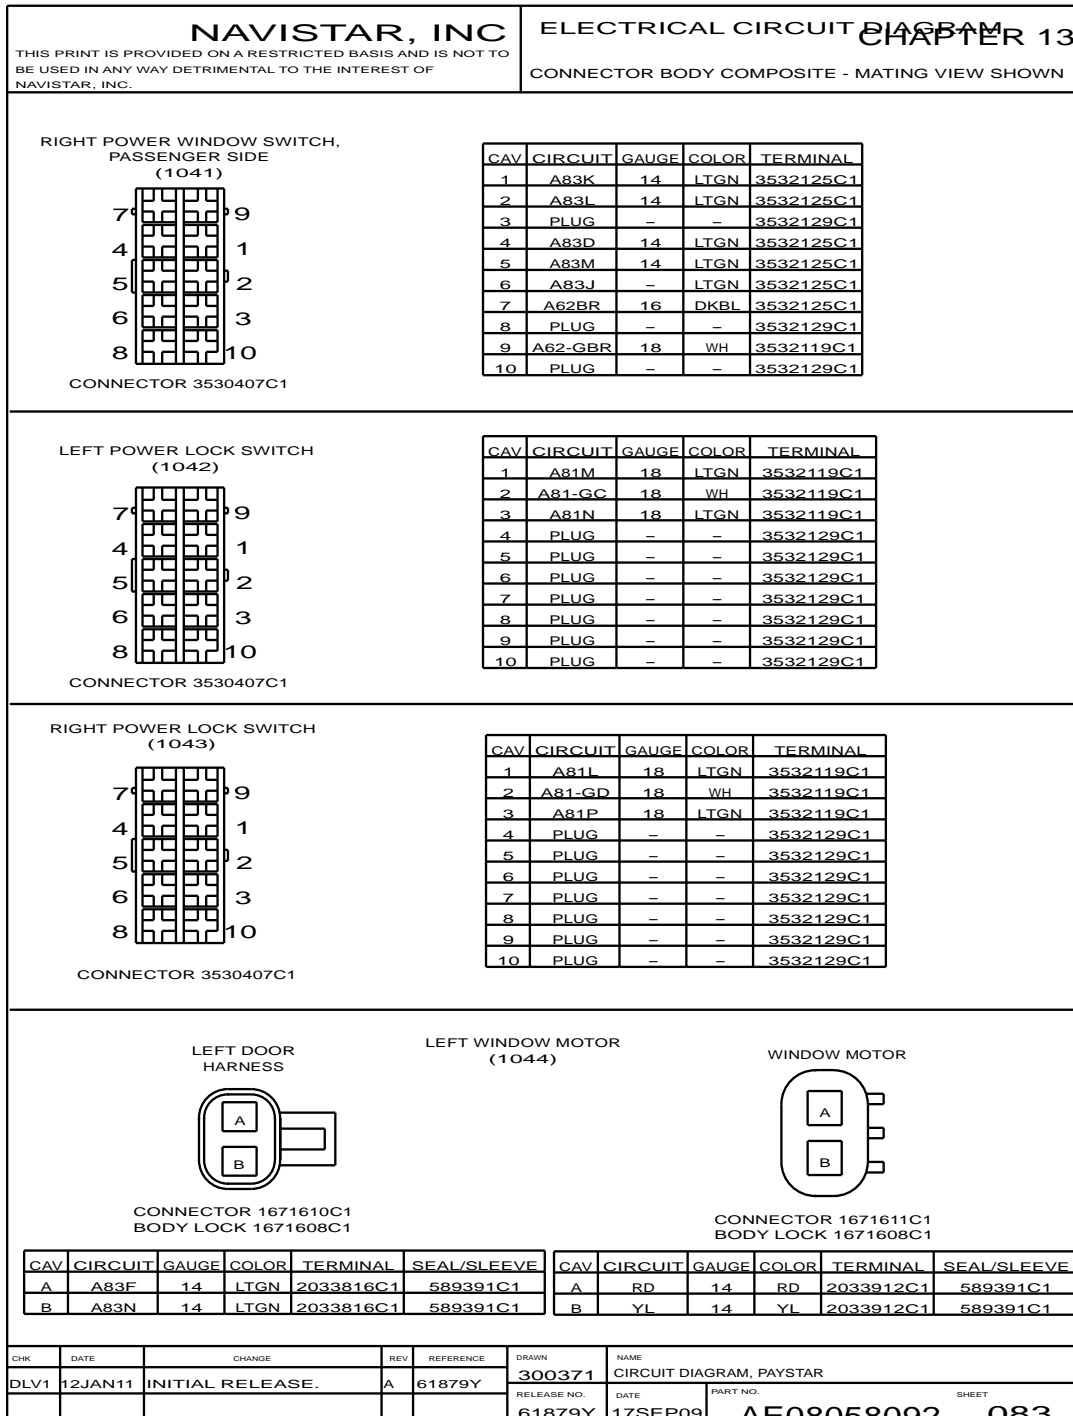 NAVISTAR, INC
THIS PRINT IS PROVIDED ON A RESTRICTED BASIS AND IS NOT TO
BE USED IN ANY WAY DETRIMENTAL TO THE INTEREST OF
NAVISTAR, INC.
ELECTRICAL CIRCUIT DIAGRAM
CHAPTER 13
CONNECTOR BODY COMPOSITE - MATING VIEW SHOWN
RIGHT POWER WINDOW SWITCH,
PASSENGER SIDE
(1041)
7 9
4 1
5 2
6 3
8 10
CONNECTOR 3530407C1
CAV CIRCUIT GAUGE COLOR TERMINAL
1 A83K 14 LTGN 3532125C1
2 A83L 14 LTGN 3532125C1
3 PLUG – – 3532129C1
4 A83D 14 LTGN 3532125C1
5 A83M 14 LTGN 3532125C1
6 A83J – LTGN 3532125C1
7 A62BR 16 DKBL 3532125C1
8 PLUG – – 3532129C1
9 A62-GBR 18 WH 3532119C1
10 PLUG – – 3532129C1
LEFT POWER LOCK SWITCH
(1042)
7 9
4 1
5 2
6 3
8 10
CONNECTOR 3530407C1
CAV CIRCUIT GAUGE COLOR TERMINAL
1 A81M 18 LTGN 3532119C1
2 A81-GC 18 WH 3532119C1
3 A81N 18 LTGN 3532119C1
4 PLUG – – 3532129C1
5 PLUG – – 3532129C1
6 PLUG – – 3532129C1
7 PLUG – – 3532129C1
8 PLUG – – 3532129C1
9 PLUG – – 3532129C1
10 PLUG – – 3532129C1
RIGHT POWER LOCK SWITCH
(1043)
7 9
4 1
5 2
6 3
8 10
CONNECTOR 3530407C1
CAV CIRCUIT GAUGE COLOR TERMINAL
1 A81L 18 LTGN 3532119C1
2 A81-GD 18 WH 3532119C1
3 A81P 18 LTGN 3532119C1
4 PLUG – – 3532129C1
5 PLUG – – 3532129C1
6 PLUG – – 3532129C1
7 PLUG – – 3532129C1
8 PLUG – – 3532129C1
9 PLUG – – 3532129C1
10 PLUG – – 3532129C1
LEFT WINDOW MOTOR
(1044)
LEFT DOOR
HARNESS
A
B
CONNECTOR 1671610C1
BODY LOCK 1671608C1
CAV CIRCUIT GAUGE COLOR TERMINAL SEAL/SLEEVE
A A83F 14 LTGN 2033816C1 589391C1
B A83N 14 LTGN 2033816C1 589391C1
WINDOW MOTOR
A
B
CONNECTOR 1671611C1
BODY LOCK 1671608C1
CAV CIRCUIT GAUGE COLOR TERMINAL SEAL/SLEEVE
A RD 14 RD 2033912C1 589391C1
B YL 14 YL 2033912C1 589391C1
CHK DATE CHANGE REV REFERENCE
DLV1 12JAN11 INITIAL RELEASE. A 61879Y
DRAWN
300371
NAME
CIRCUIT DIAGRAM, PAYSTAR
RELEASE NO.
61879Y
DATE
17SEP09
PART NO.
AE08058092
SHEET
083